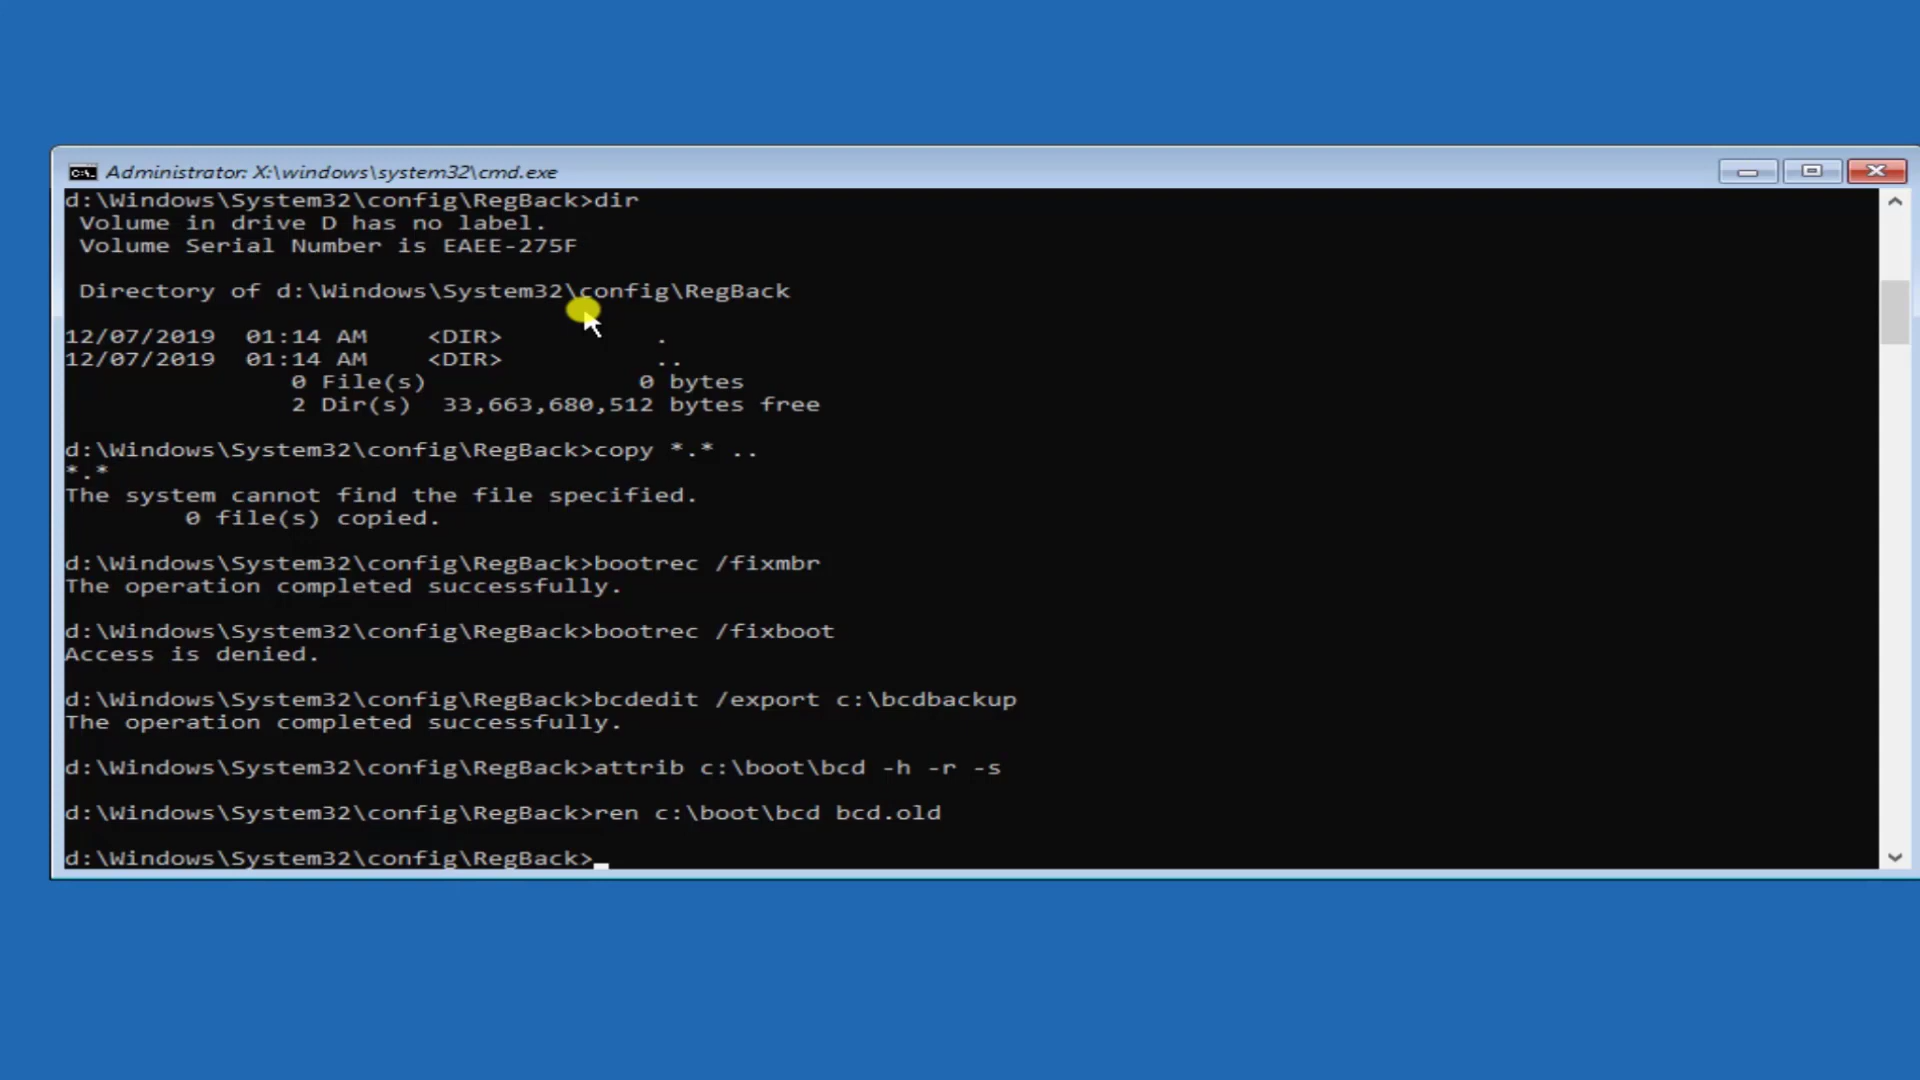 Administrator: X:\windows\system32\cmd.exe
d:\Windows\System32\config\RegBack>dir
Volume in drive D has no label.
Volume Serial Number is EAEE-275F
Directory of d:\Windows\System32\config\RegBack
12/07/2019  01:14 AM    <DIR>          .
12/07/2019  01:14 AM    <DIR>          ..
0 File(s)              0 bytes
2 Dir(s)  33,663,680,512 bytes free
d:\Windows\System32\config\RegBack>copy *.* ..
*.*
The system cannot find the file specified.
0 file(s) copied.
d:\Windows\System32\config\RegBack>bootrec /fixmbr
The operation completed successfully.
d:\Windows\System32\config\RegBack>bootrec /fixboot
Access is denied.
d:\Windows\System32\config\RegBack>bcdedit /export c:\bcdbackup
The operation completed successfully.
d:\Windows\System32\config\RegBack>attrib c:\boot\bcd -h -r -s
d:\Windows\System32\config\RegBack>ren c:\boot\bcd bcd.old
d:\Windows\System32\config\RegBack>